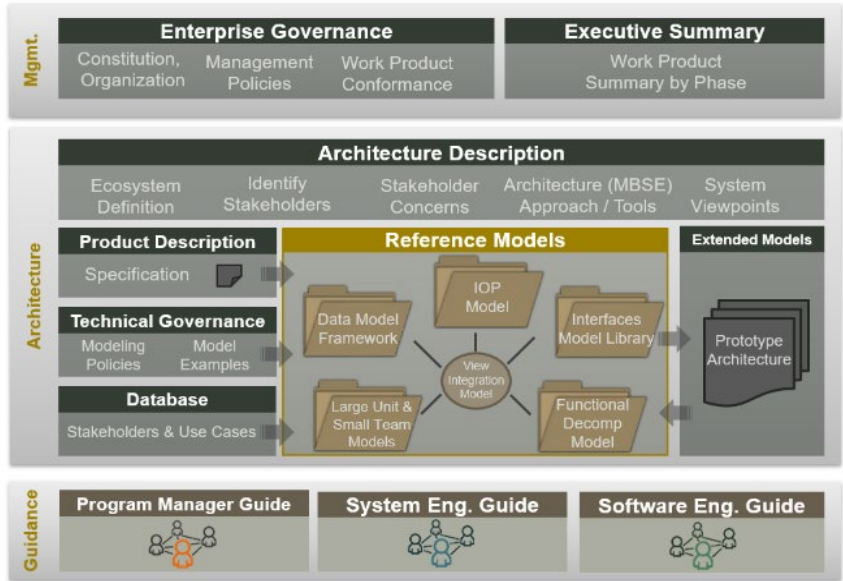 Mgmt.
Enterprise Governance
Constitution,
Organization
Management
Policies
Work Product
Conformance
Executive Summary
Work Product
Summary by Phase
Architecture
Architecture Description
Ecosystem
Definition
Identify
Stakeholders
Stakeholder
Concerns
Architecture (MBSE)
Approach / Tools
System
Viewpoints
Product Description
Specification
Technical Governance
Modeling
Policies
Model
Examples
Database
Stakeholders & Use Cases
Reference Models
Data Model
Framework
IOP
Model
Interfaces
Model Library
View
Integration
Model
Large Unit &
Small Team
Models
Functional
Decomp
Model
Extended Models
Prototype
Architecture
Guidance
Program Manager Guide
System Eng. Guide
Software Eng. Guide